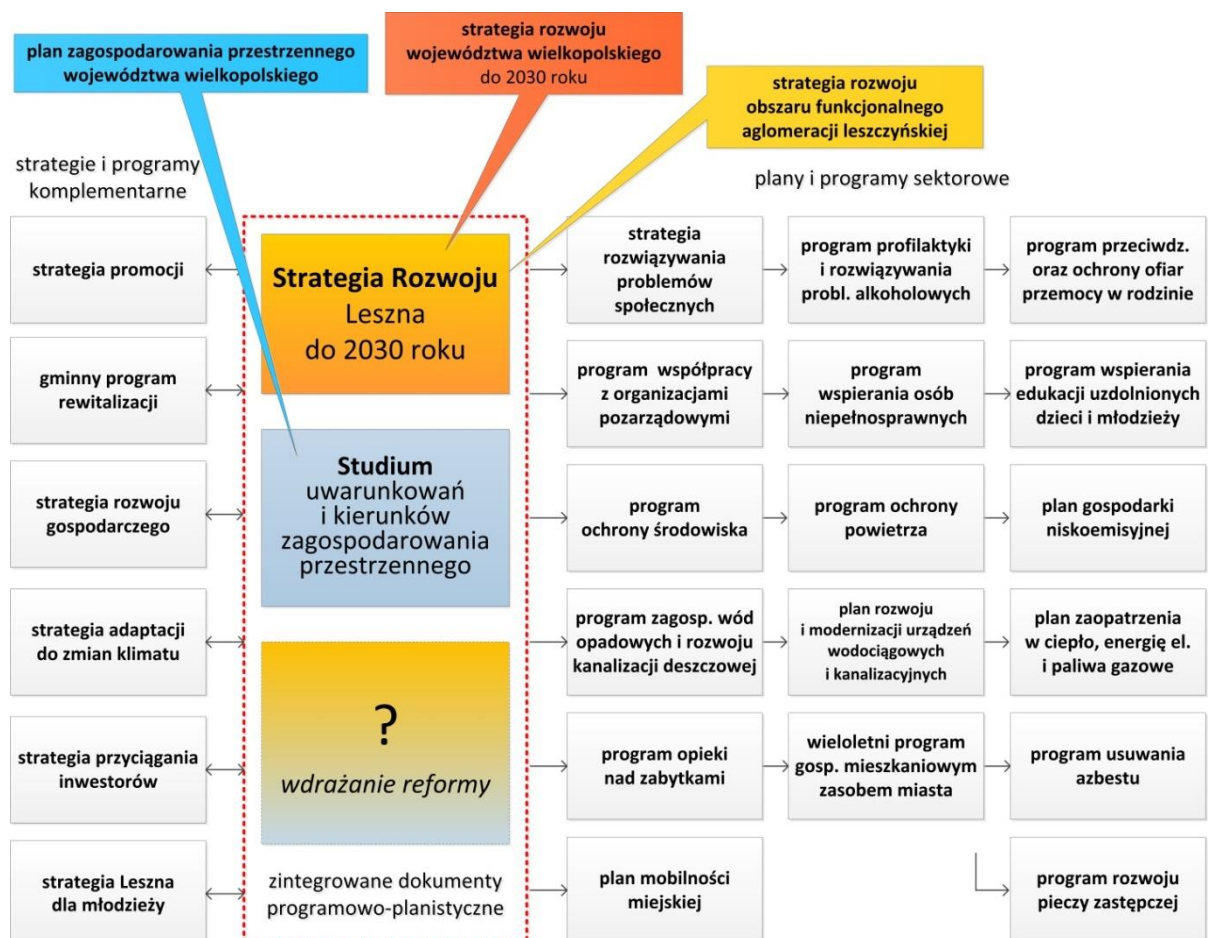 plan zagospodarowania przestrzennego
województwa wielkopolskiego
strategia rozwoju
województwa wielkopolskiego
do 2030 roku
strategia rozwoju
obszaru funkcjonalnego
aglomeracji leszczyńskiej
strategie i programy
komplementarne
plany i programy sektorowe
strategia promocji
gminny program
rewitalizacji
strategia rozwoju
gospodarczego
strategia adaptacji
do zmian klimatu
strategia przyciągania
inwestorów
strategia Leszna
dla młodzieży
Strategia Rozwoju
Leszna
do 2030 roku
Studium
uwarunkowań
i kierunków
zagospodarowania
przestrzennego
?
wdrażanie reformy
zintegrowane dokumenty
programowo-planistyczne
strategia
rozwiązywania
problemów
społecznych
program profilaktyki
i rozwiązywania
probl. alkoholowych
program przeciwdz.
oraz ochrony ofiar
przemocy w rodzinie
program współpracy
z organizacjami
pozarządowymi
program
wspierania osób
niepełnosprawnych
program wspierania
edukacji uzdolnionych
dzieci i młodzieży
program
ochrony środowiska
program ochrony
powietrza
plan gospodarki
niskoemisyjnej
program zagosp. wód
opadowych i rozwoju
kanalizacji deszczowej
plan rozwoju
i modernizacji urządzeń
wodociągowych
i kanalizacyjnych
plan zaopatrzenia
w ciepło, energię el.
i paliwa gazowe
program opieki
nad zabytkami
wieloletni program
gosp. mieszkaniowym
zasobem miasta
program usuwania
azbestu
plan mobilności
miejskiej
program rozwoju
pieczy zastępczej